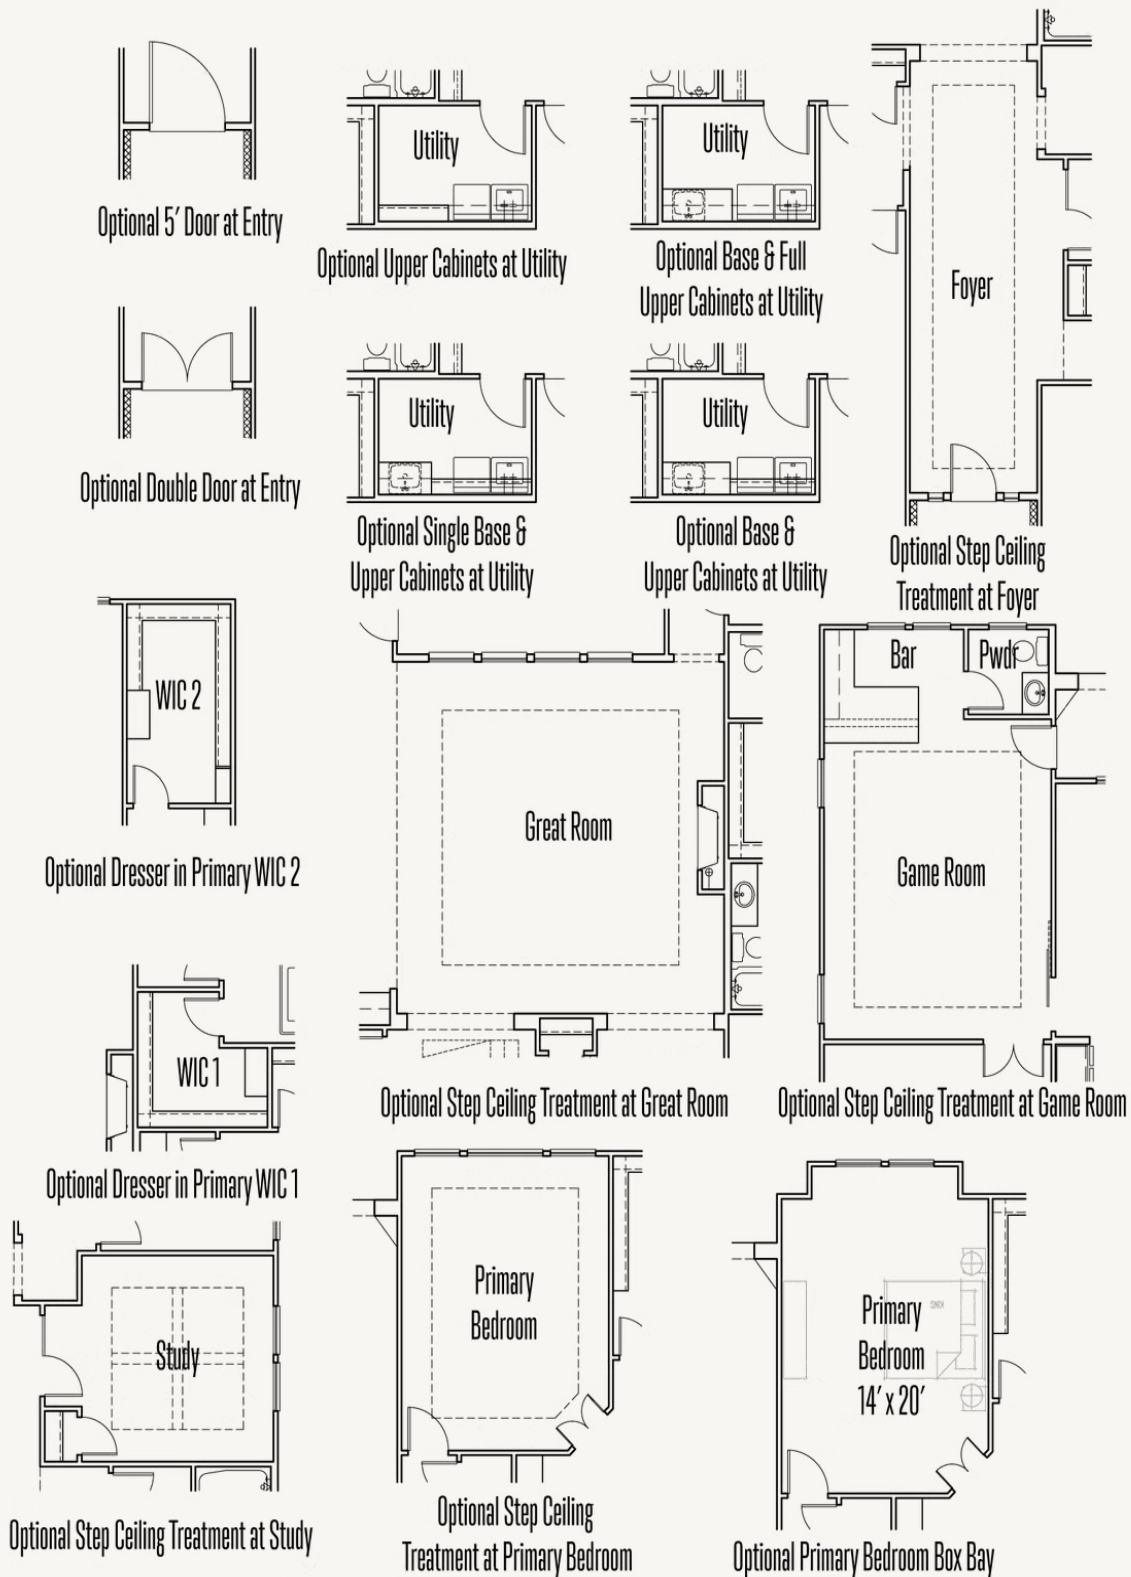 Optional 5' Door at Entry
Utility
Optional Upper Cabinets at Utility
Utility
Optional Base & Full
Upper Cabinets at Utility
Foyer
Optional Step Ceiling
Treatment at Foyer
Optional Double Door at Entry
Utility
Optional Single Base &
Upper Cabinets at Utility
Utility
Optional Base &
Upper Cabinets at Utility
WIC 2
Optional Dresser in Primary WIC 2
Great Room
Optional Step Ceiling Treatment at Great Room
Bar
Pwdr
Game Room
Optional Step Ceiling Treatment at Game Room
WIC 1
Optional Dresser in Primary WIC 1
Study
Optional Step Ceiling Treatment at Study
Primary
Bedroom
Optional Step Ceiling
Treatment at Primary Bedroom
KING
Primary
Bedroom
14' x 20'
Optional Primary Bedroom Box Bay